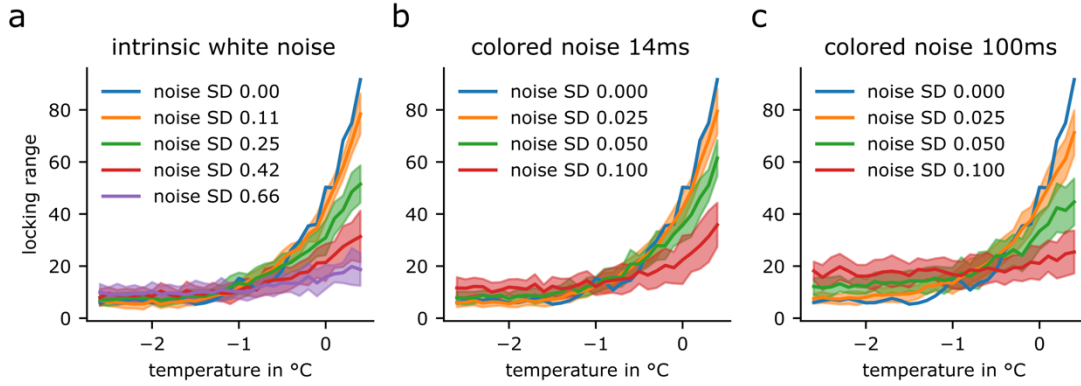 a
intrinsic white noise
locking range
80
60
40
20
0
noise SD 0.00
noise SD 0.11
noise SD 0.25
noise SD 0.42
noise SD 0.66
−2
−1
0
temperature in °C
b
colored noise 14ms
80
60
40
20
0
noise SD 0.000
noise SD 0.025
noise SD 0.050
noise SD 0.100
−2
−1
0
temperature in °C
c
colored noise 100ms
80
60
40
20
0
noise SD 0.000
noise SD 0.025
noise SD 0.050
noise SD 0.100
−2
−1
0
temperature in °C